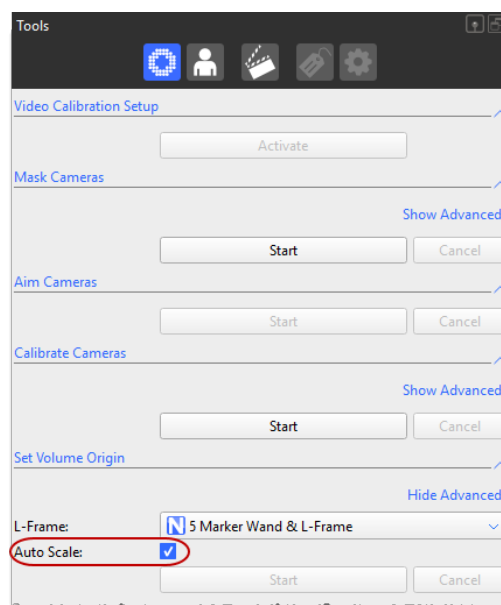 Tools
Video Calibration Setup
Activate
Mask Cameras
Show Advanced
Start Cancel
Aim Cameras
Start Cancel
Calibrate Cameras
Show Advanced
Start Cancel
Set Volume Origin
Hide Advanced
L-Frame: N 5 Marker Wand & L-Frame
Auto Scale:
Start Cancel